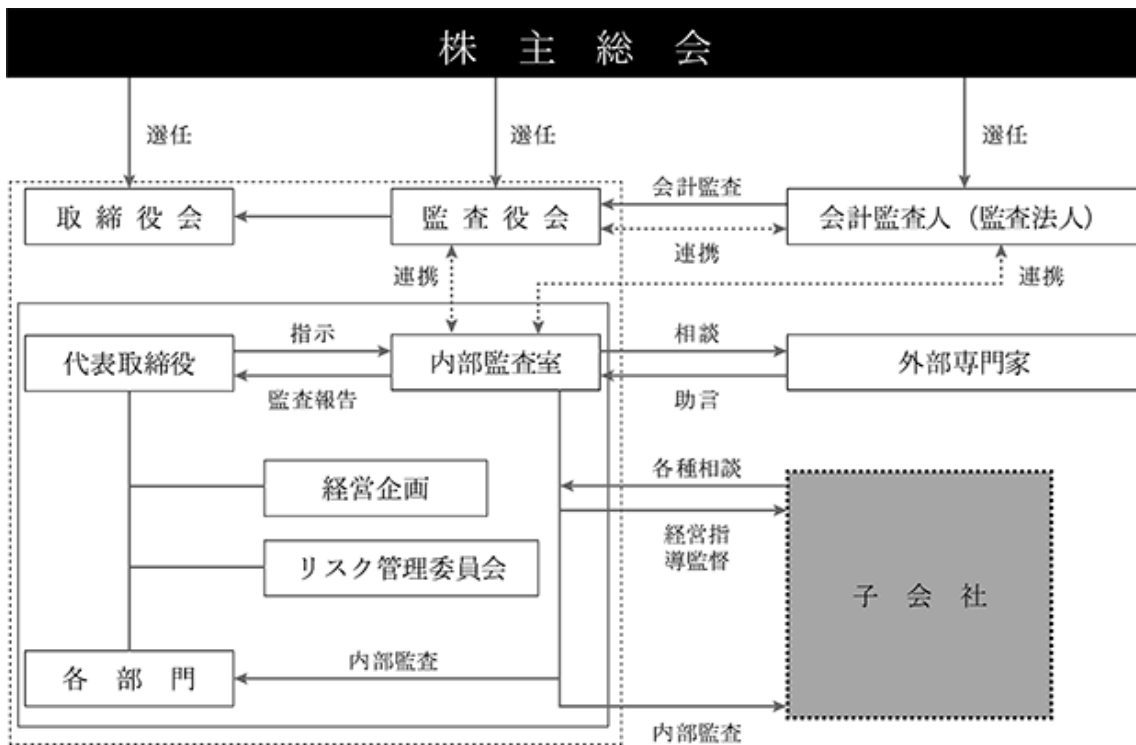 株主総会
選任
選任
選任
取締役会
監査役会
会計監査
連携
会計監査人（監査法人）
連携
連携
代表取締役
指示
監査報告
内部監査室
相談
助言
外部専門家
経営企画
各種相談
経営指
導監督
リスク管理委員会
子会社
各部門
内部監査
内部監査